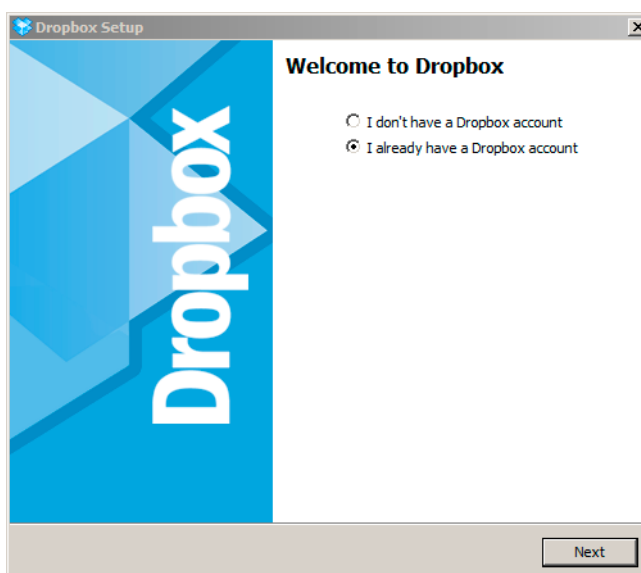 Dropbox Setup
Welcome to Dropbox
I don't have a Dropbox account
I already have a Dropbox account
Dropbox
Next